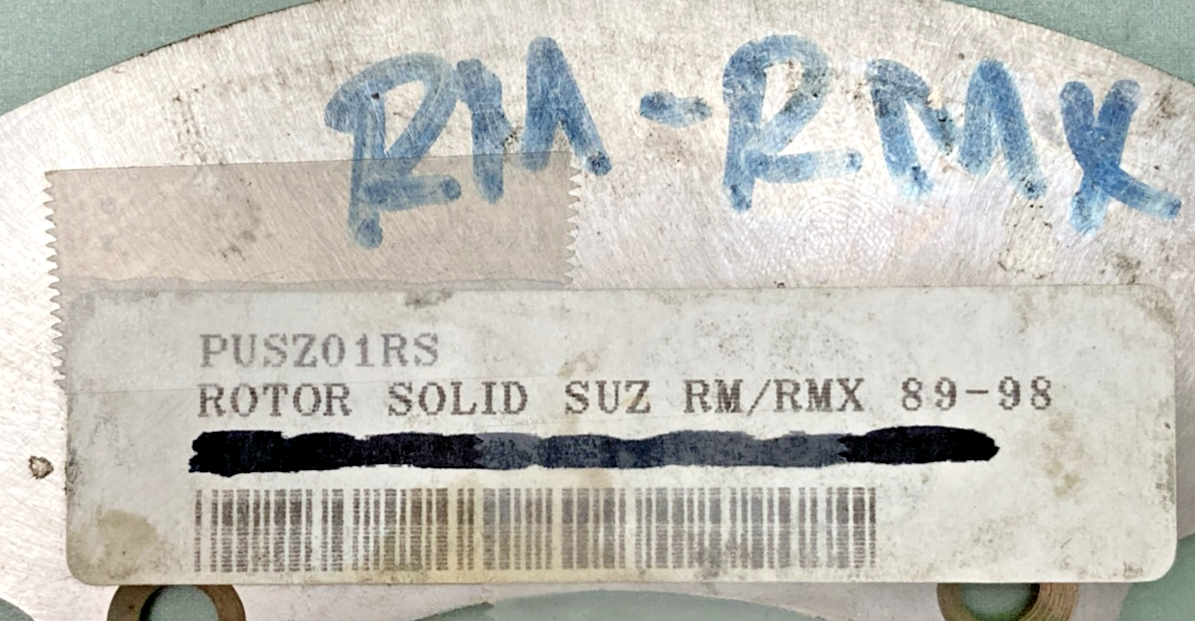 RM-RMX
PUSZ01RS
ROTOR SOLID SUZ RM/RMX 89-98